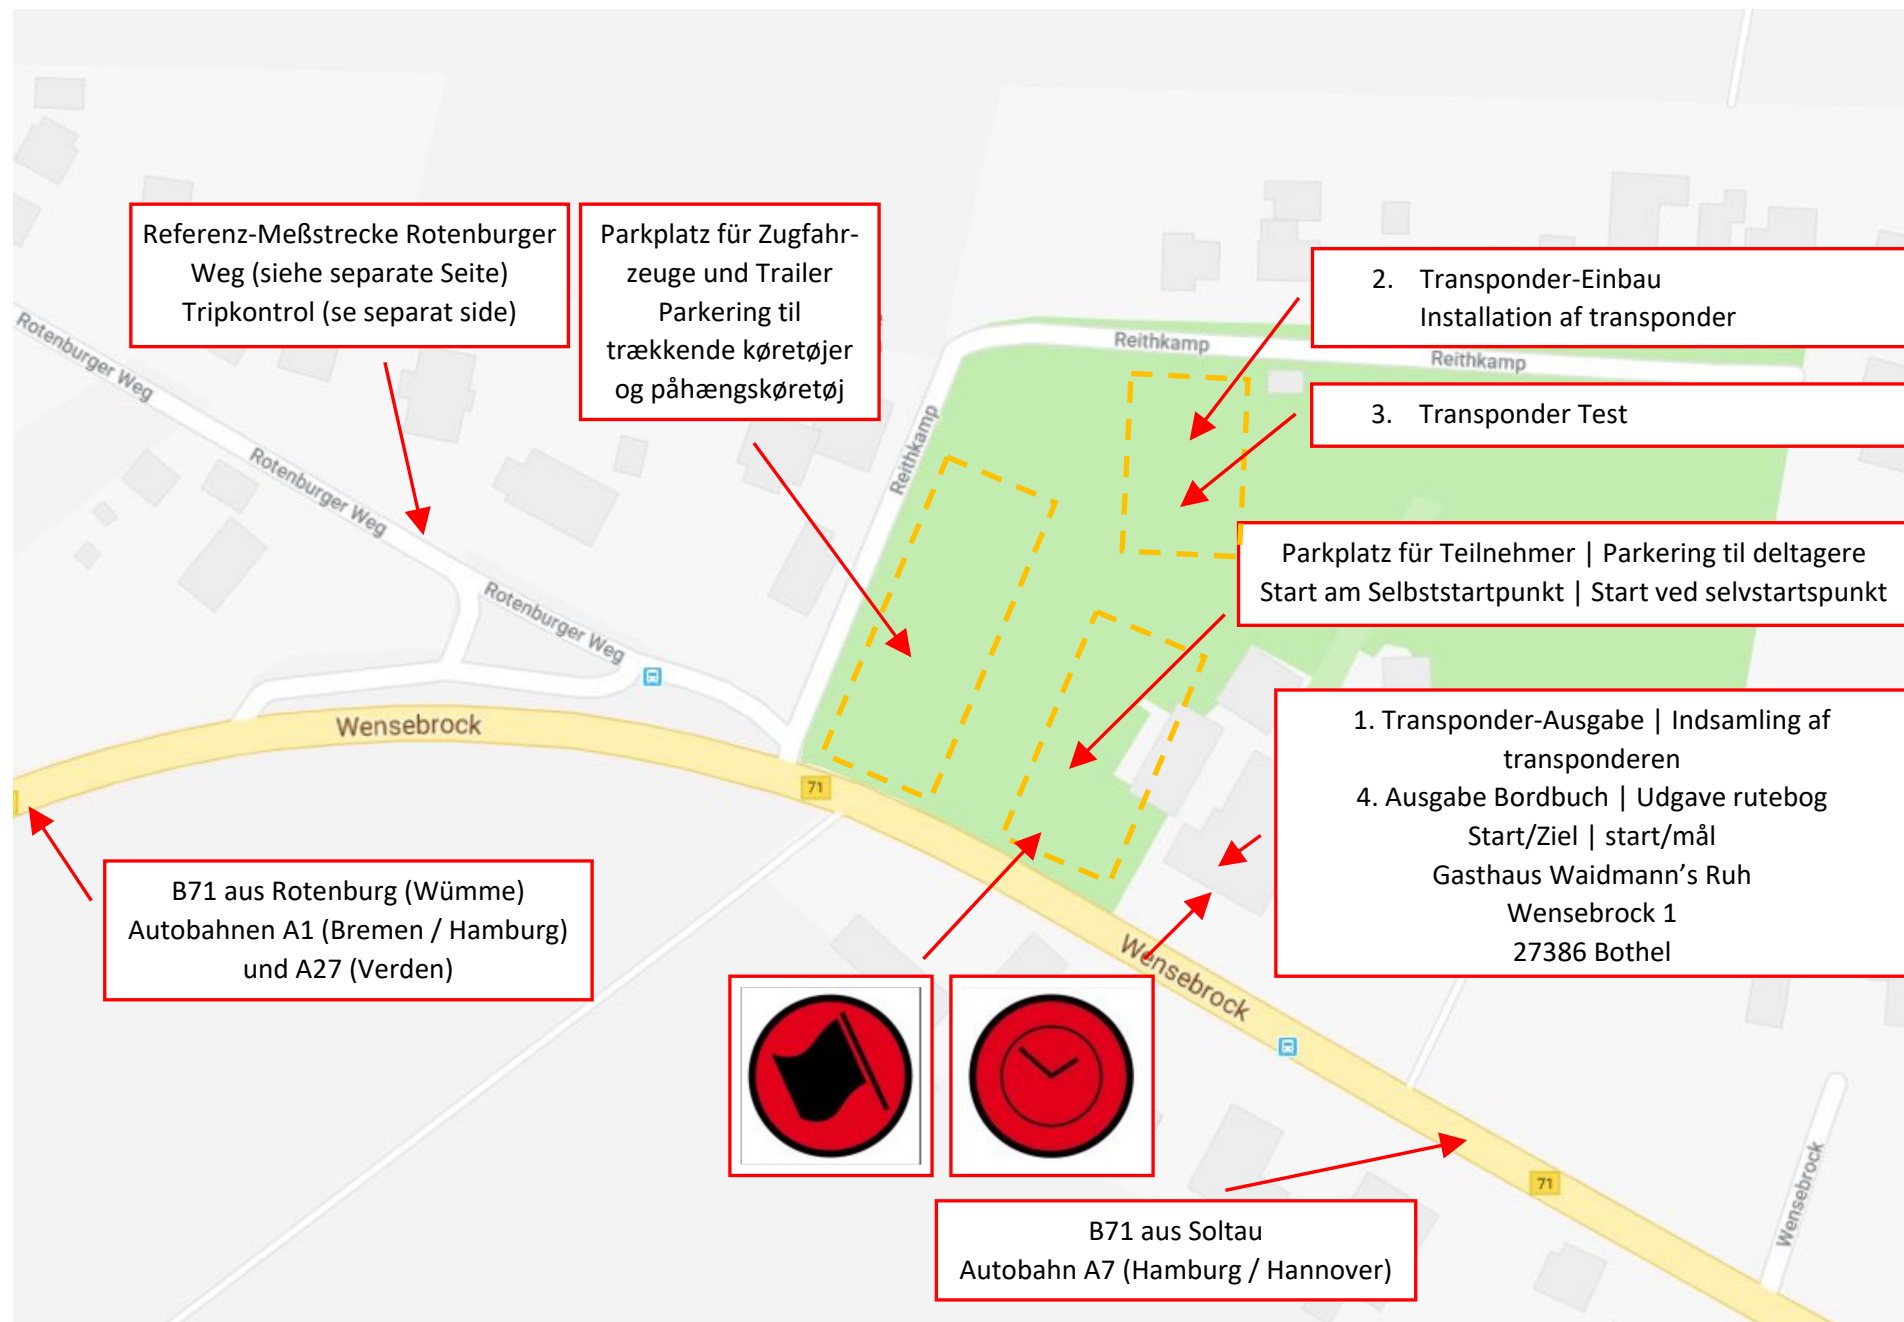 Referenz-Meßstrecke Rotenburger
Weg (siehe separate Seite)
Tripkontrol (se separat side)
Parkplatz für Zugfahr-
zeuge und Trailer
Parkering til
trækkende køretøjer
og påhængskøretøj
2. Transponder-Einbau
Installation af transponder
3. Transponder Test
Reithkamp
Reithkamp
Reithkamp
Rotenburger Weg
Rotenburger Weg
Rotenburger Weg
Parkplatz für Teilnehmer | Parkering til deltagere
Start am Selbststartpunkt | Start ved selvstartspunkt
Wensebrock
71
1. Transponder-Ausgabe | Indsamling af
transponderen
4. Ausgabe Bordbuch | Udgave rutebog
Start/Ziel | start/mål
Gasthaus Waidmann’s Ruh
Wensebrock 1
27386 Bothel
B71 aus Rotenburg (Wümme)
Autobahnen A1 (Bremen / Hamburg)
und A27 (Verden)
Wensebrock
71
Wensebrock
B71 aus Soltau
Autobahn A7 (Hamburg / Hannover)